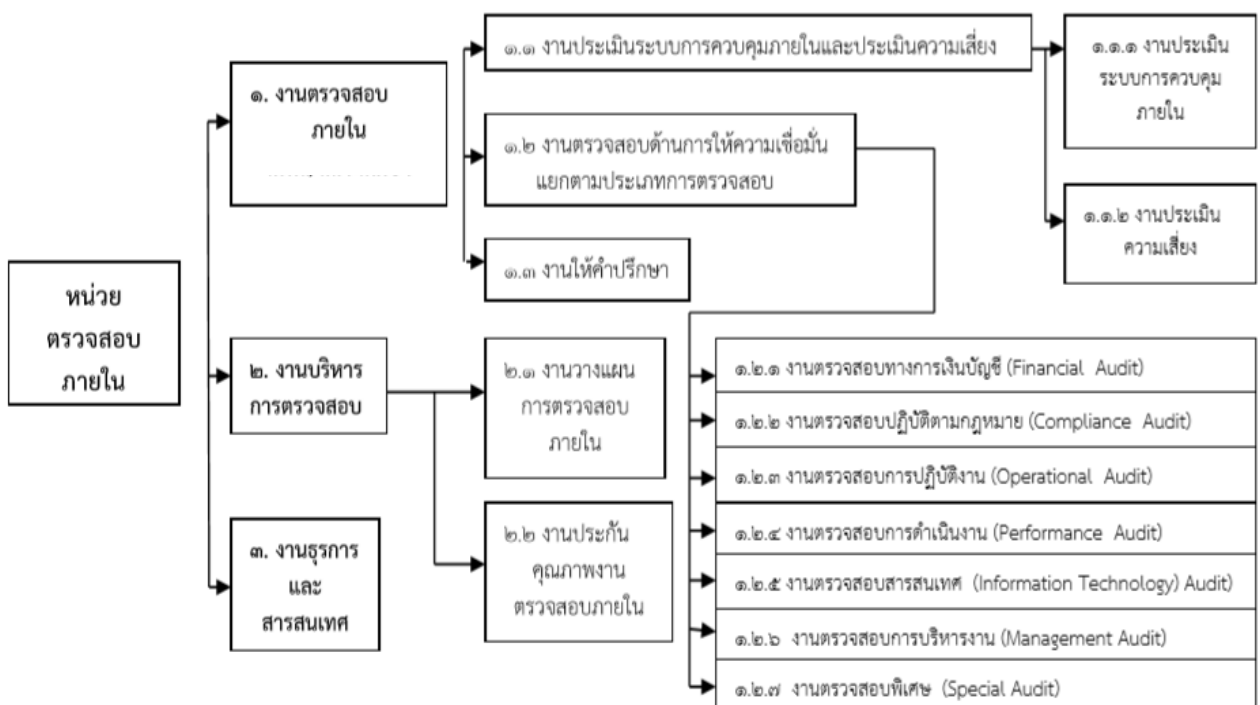 หน่วย
ตรวจสอบ
ภายใน
๑. งานตรวจสอบ
ภายใน
๑.๑ งานประเมินระบบการควบคุมภายในและประเมินความเสี่ยง
๑.๑.๑ งานประเมิน
ระบบการควบคุม
ภายใน
๑.๑.๒ งานประเมิน
ความเสี่ยง
๑.๒ งานตรวจสอบด้านการให้ความเชื่อมั่น
แยกตามประเภทการตรวจสอบ
๑.๒.๑ งานตรวจสอบทางการเงินบัญชี (Financial Audit)
๑.๒.๒ งานตรวจสอบปฏิบัติตามกฎหมาย (Compliance Audit)
๑.๒.๓ งานตรวจสอบการปฏิบัติงาน (Operational Audit)
๑.๒.๔ งานตรวจสอบการดำเนินงาน (Performance Audit)
๑.๒.๕ งานตรวจสอบสารสนเทศ (Information Technology) Audit)
๑.๒.๖ งานตรวจสอบการบริหารงาน (Management Audit)
๑.๒.๗ งานตรวจสอบพิเศษ (Special Audit)
๑.๓ งานให้คำปรึกษา
๒. งานบริหาร
การตรวจสอบ
๒.๑ งานวางแผน
การตรวจสอบ
ภายใน
๒.๒ งานประกัน
คุณภาพงาน
ตรวจสอบภายใน
๓. งานธุรการ
และ
สารสนเทศ